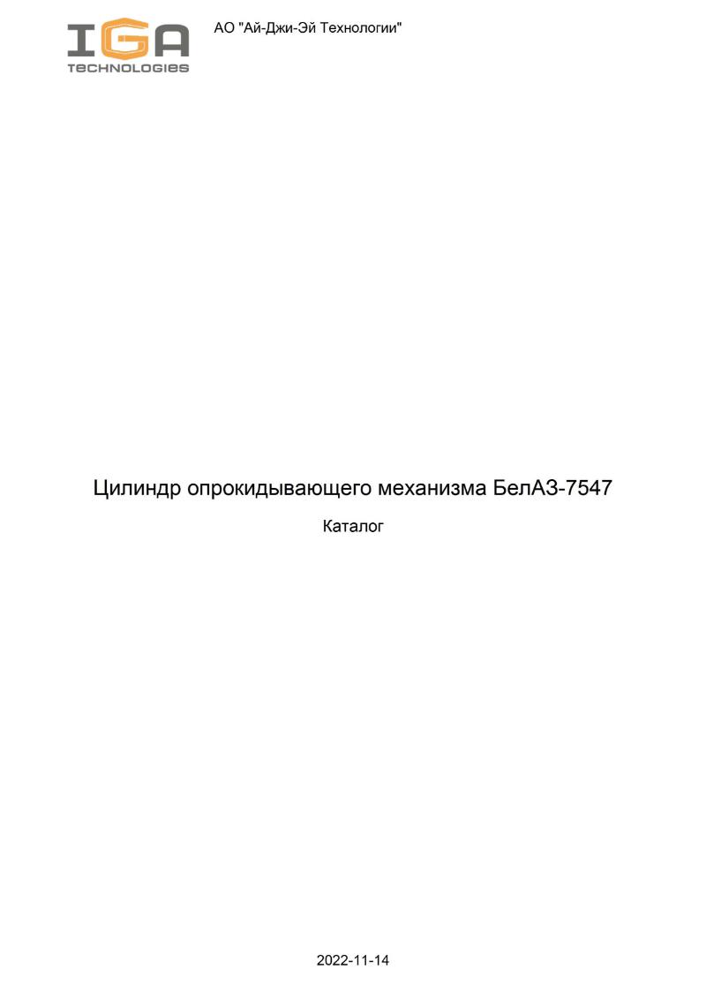 IGA
TECHNOLOGIES
АО "Ай-Джи-Эй Технологии"
Цилиндр опрокидывающего механизма БелАЗ-7547
Каталог
2022-11-14